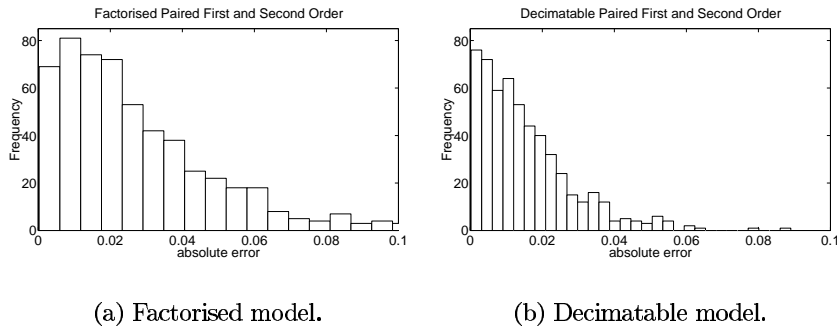 Factorised Paired First and Second Order
80
60
40
20
0
Frequency
0 0.02 0.04 0.06 0.08 0.1
absolute error
(a) Factorised model.
Decimatable Paired First and Second Order
80
60
40
20
0
Frequency
0 0.02 0.04 0.06 0.08 0.1
absolute error
(b) Decimatable model.